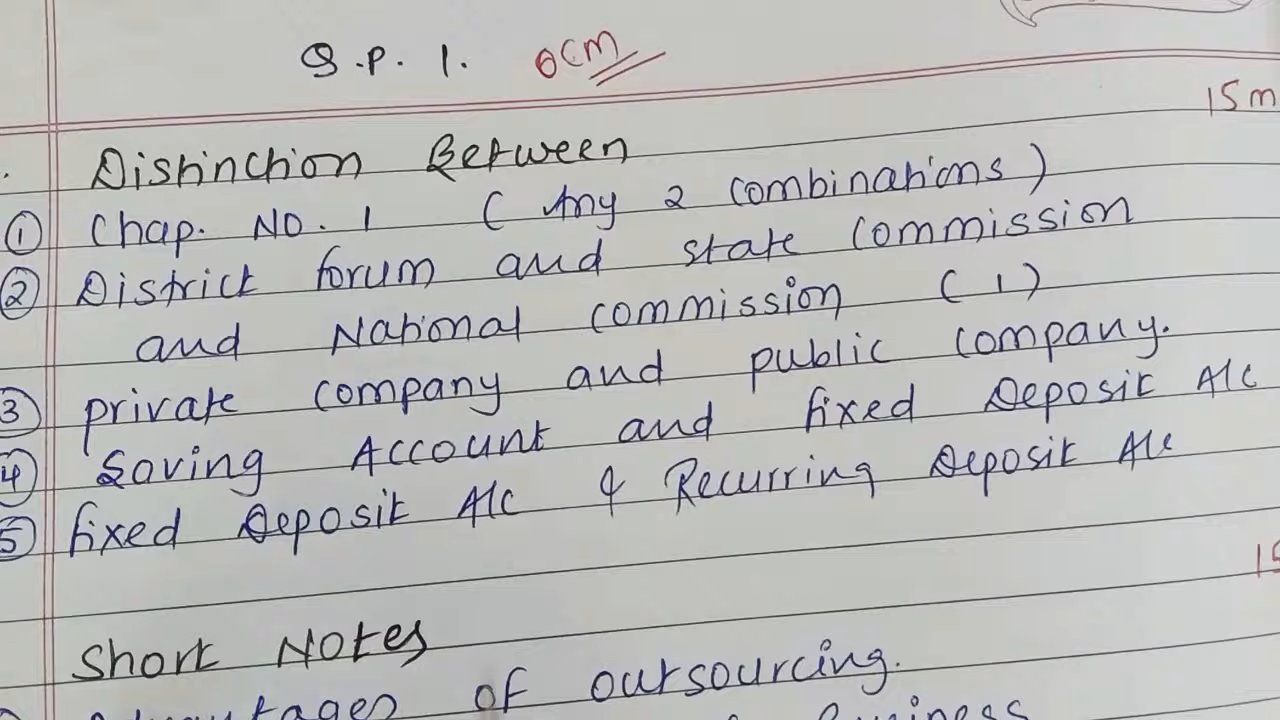 S.P. 1. OCM
15 m
Distinction Between
① Chap. NO. 1 ( Any 2 combinations )
② District forum and state commission
and National commission ( 1 )
③ private company and public company.
④ Saving Account and fixed Deposit A/c
⑤ fixed Deposit A/c & Recurring Deposit A/c
Short Notes
of outsourcing.